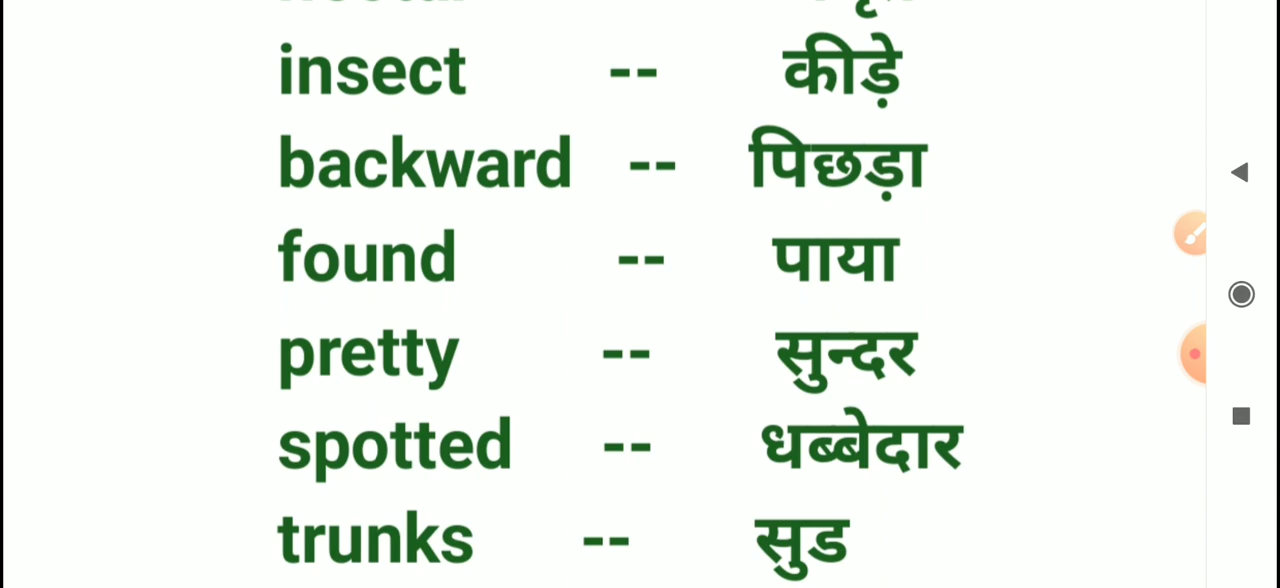 insect -- कीड़े
backward -- पिछड़ा
found -- पाया
pretty -- सुन्दर
spotted -- धब्बेदार
trunks -- सुड